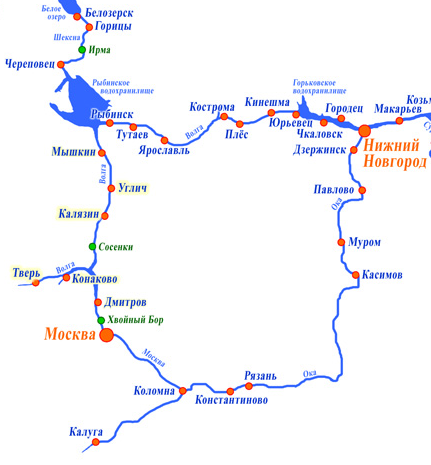 Белое
озеро
Белозерск
Горицы
Шексна
Ирма
Череповец
Рыбинское
водохранилище
Рыбинск
Тутаев
Ярославль
Волга
Кострома
Плёс
Кинешма
Горьковское
водохранилище
Юрьевец
Чкаловск
Городец
Макарьев
Козьм
Су
Дзержинск
Нижний
Новгород
Мышкин
Волга
Углич
Калязин
Сосенки
Волга
Тверь
Конаково
Дмитров
Хвойный Бор
Москва
Москва
Коломна
Константиново
Рязань
Ока
Калуга
Павлово
Ока
Муром
Касимов